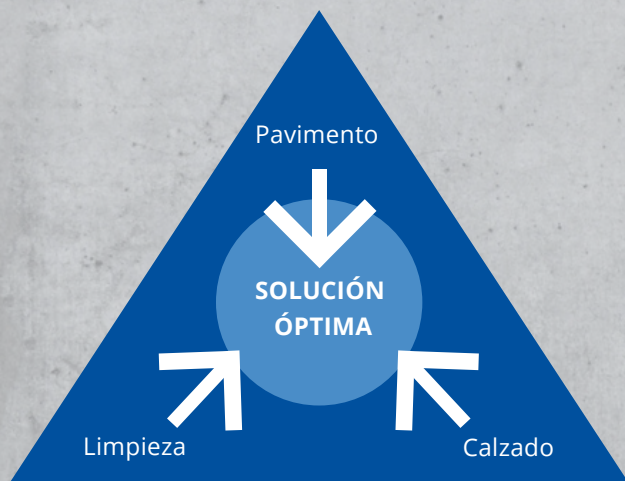 Pavimento
SOLUCIÓN
ÓPTIMA
Limpieza
Calzado